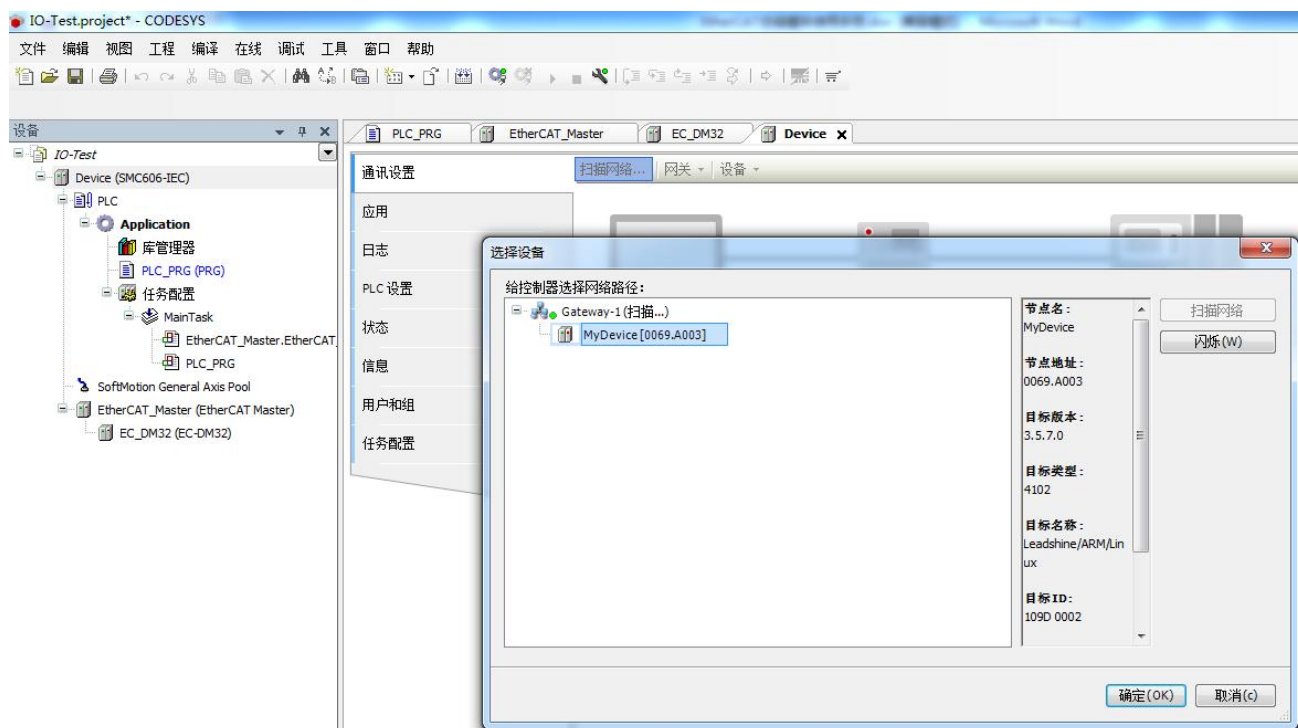 IO-Test.project* - CODESYS
文件 编辑 视图 工程 编译 在线 调试 工具 窗口 帮助
设备
IO-Test
Device (SMC606-IEC)
PLC
Application
库管理器
PLC_PRG (PRG)
任务配置
MainTask
EtherCAT_Master.EtherCAT
PLC_PRG
SoftMotion General Axis Pool
EtherCAT_Master (EtherCAT Master)
EC_DM32 (EC-DM32)
PLC_PRG EtherCAT_Master EC_DM32 Device
通讯设置
应用
日志
PLC 设置
状态
信息
用户和组
任务配置
扫描网络... 网关 设备
选择设备
给控制器选择网络路径:
Gateway-1 (扫描...)
MyDevice [0069.A003]
节点名:
MyDevice
节点地址:
0069.A003
目标版本:
3.5.7.0
目标类型:
4102
目标名称:
Leadshine/ARM/Lin
ux
目标ID:
109D 0002
扫描网络
闪烁(W)
确定(OK) 取消(c)